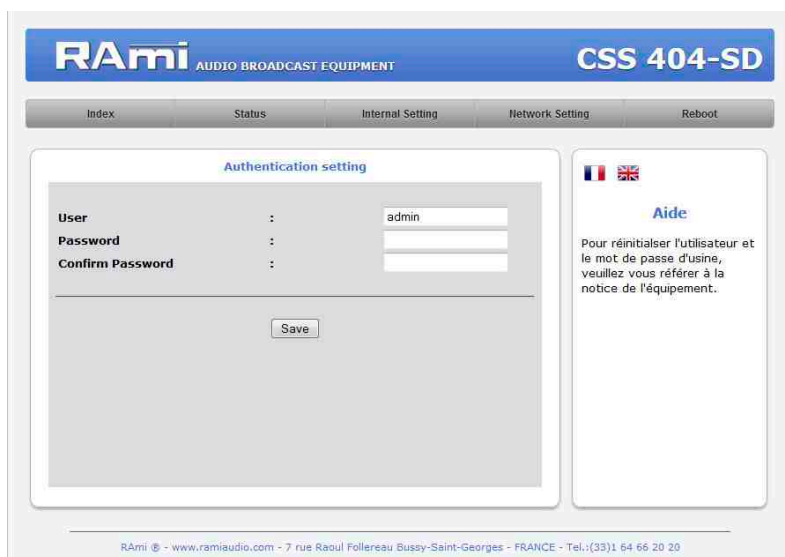 RAmi AUDIO BROADCAST EQUIPMENT CSS 404-SD
Index Status Internal Setting Network Setting Reboot
Authentication setting
User : admin
Password :
Confirm Password :
Save
Aide
Pour réinitialser l'utilisateur et
le mot de passe d'usine,
veuillez vous référer à la
notice de l'équipement.
RAmi ® - www.ramiaudio.com - 7 rue Raoul Follereau Bussy-Saint-Georges - FRANCE - Tel.:(33)1 64 66 20 20